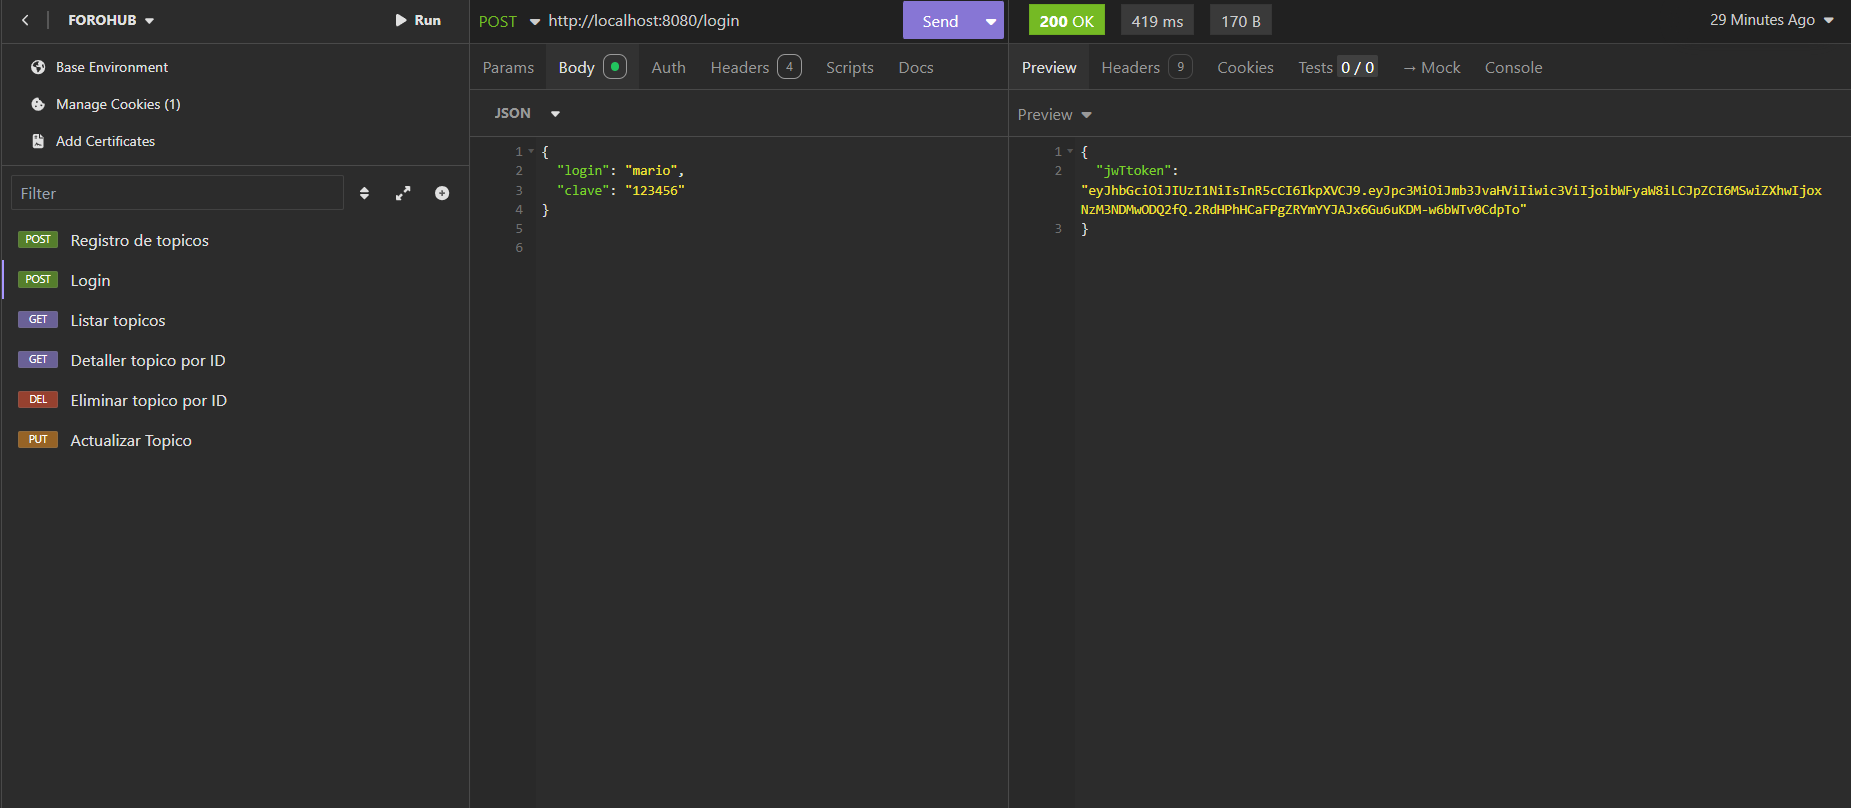 FOROHUB
Run
Base Environment
Manage Cookies (1)
Add Certificates
Filter
POST Registro de topicos
POST Login
GET Listar topicos
GET Detaller topico por ID
DEL Eliminar topico por ID
PUT Actualizar Topico
POST http://localhost:8080/login
Send
Params Body Auth Headers 4 Scripts Docs
JSON
1 {
2 "login": "mario",
3 "clave": "123456"
4 }
5
6
200 OK 419 ms 170 B
29 Minutes Ago
Preview Headers 9 Cookies Tests 0 / 0 → Mock Console
Preview
1 {
2 "jwTtoken":
"eyJhbGciOiJIUzI1NiIsInR5cCI6IkpXVCJ9.eyJpc3MiOiJmb3JvaHViIiwic3ViIjoibWFyaW8iLCJpZCI6MSwiZXhwIjox
NzM3NDMwODQ2fQ.2RdHPhHCaFPgZRYmYYJAJx6Gu6uKDM-w6bWTv0CdpTo"
3 }